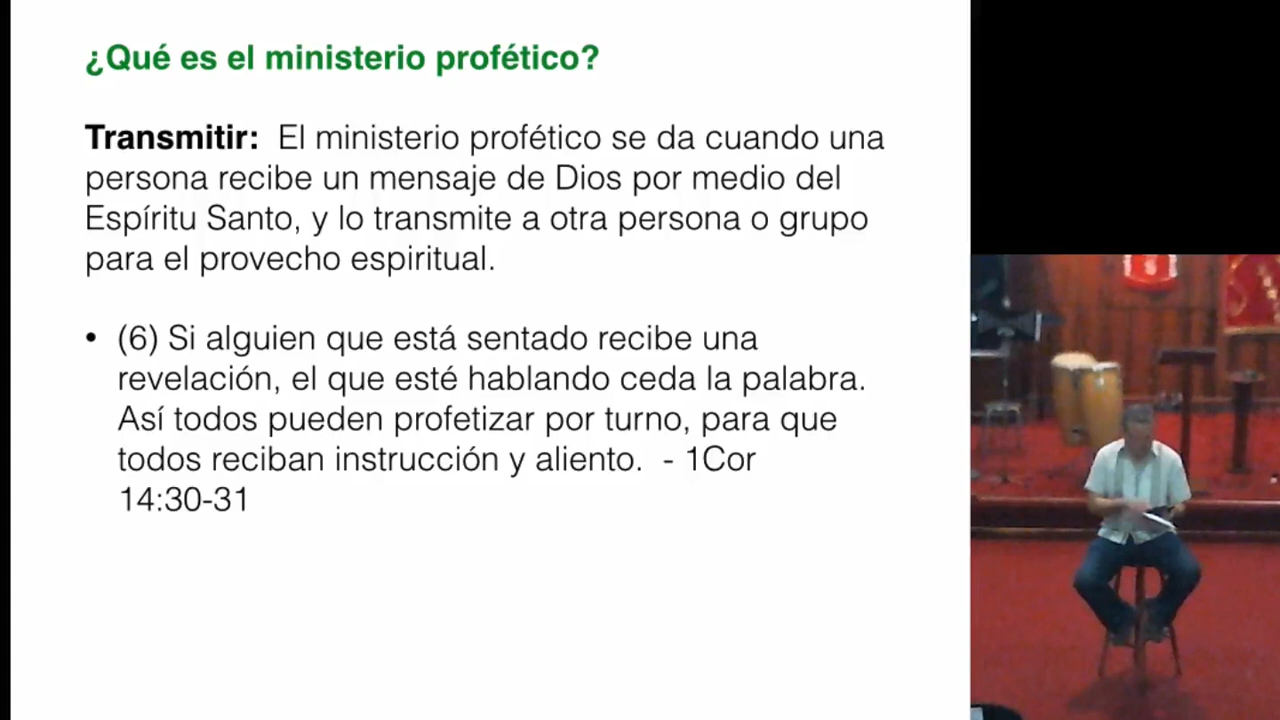 ¿Qué es el ministerio profético?
Transmitir: El ministerio profético se da cuando una
persona recibe un mensaje de Dios por medio del
Espíritu Santo, y lo transmite a otra persona o grupo
para el provecho espiritual.
• (6) Si alguien que está sentado recibe una
revelación, el que esté hablando ceda la palabra.
Así todos pueden profetizar por turno, para que
todos reciban instrucción y aliento. - 1Cor
14:30-31